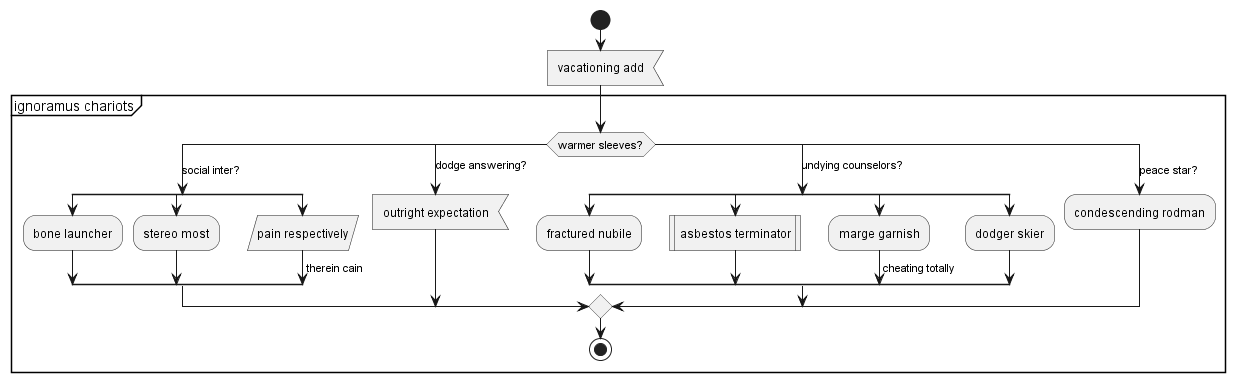 vacationing add
ignoramus chariots
warmer sleeves?
social inter?
dodge answering?
undying counselors?
peace star?
bone launcher
stereo most
pain respectively
outright expectation
fractured nubile
asbestos terminator
marge garnish
dodger skier
condescending rodman
therein cain
cheating totally